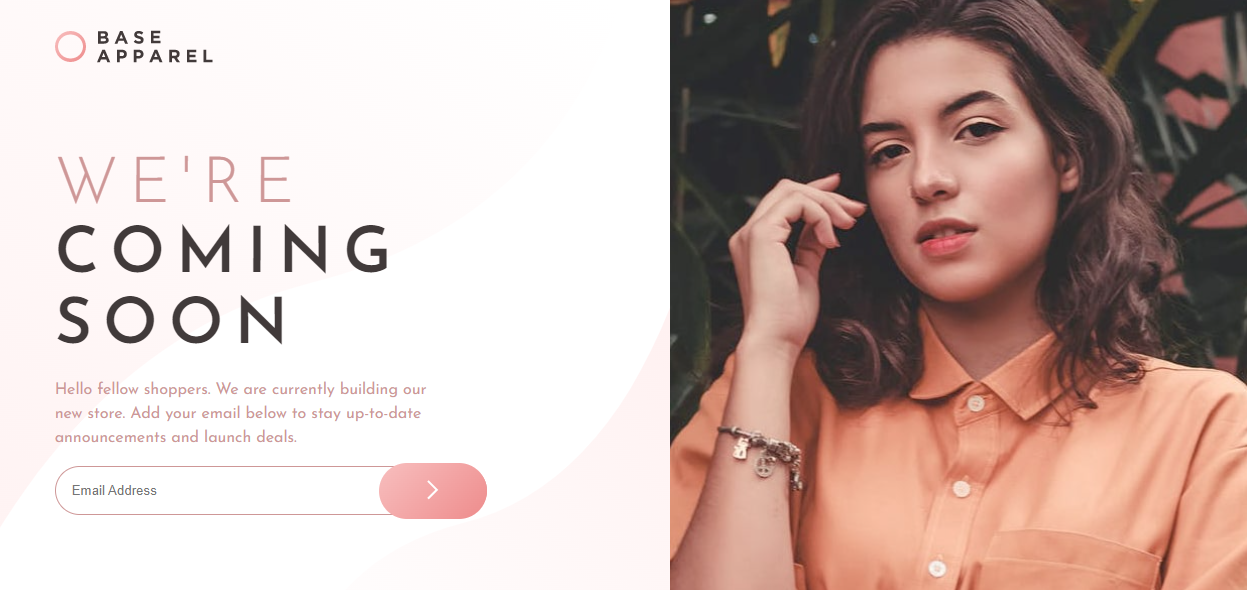 BASE
APPAREL
WE'RE
COMING
SOON
Hello fellow shoppers. We are currently building our
new store. Add your email below to stay up-to-date
announcements and launch deals.
Email Address